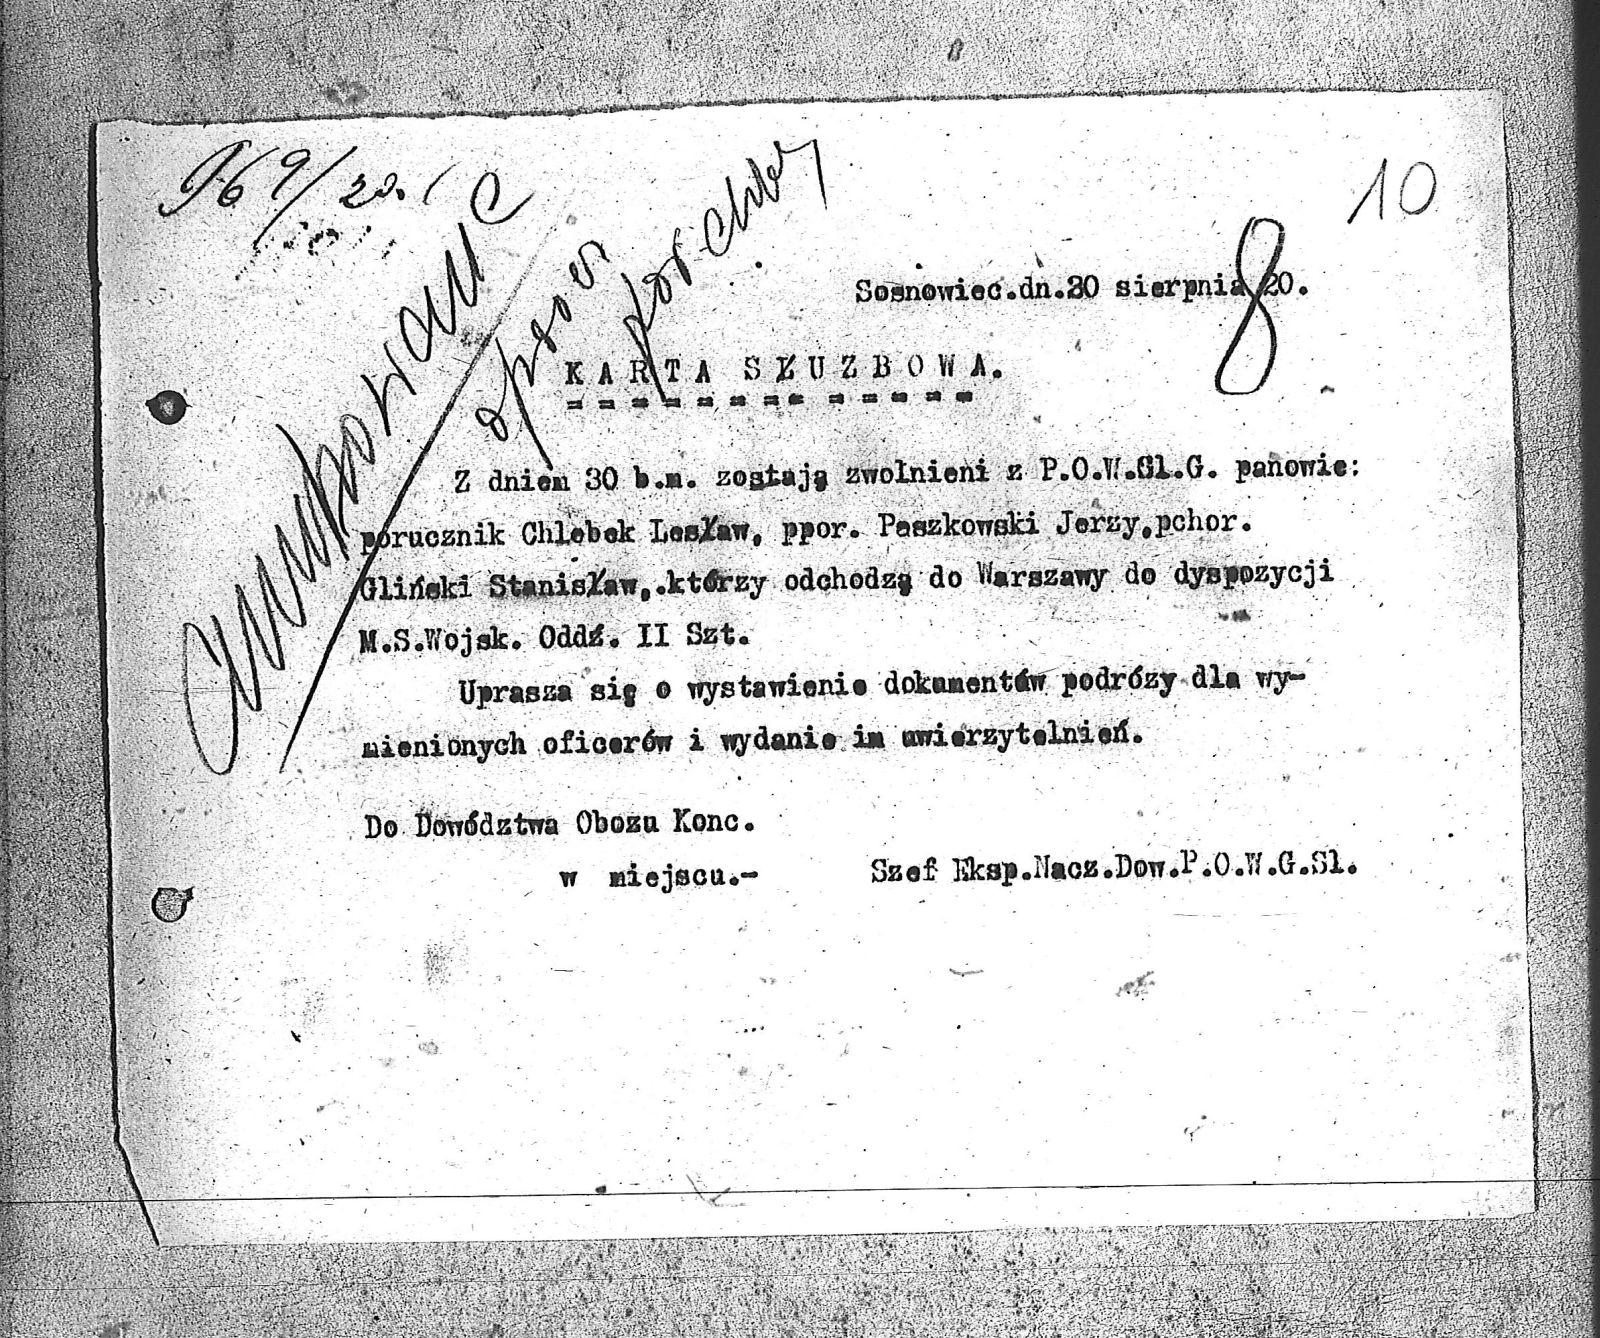 969/20.
10
8
Sosnowiec.dn.30 sierpnia 20.
KARTA SŁUZBOWA.
Z dniem 30 b.m. zostają zwolnieni z P.O.W.Gl.G. panowie:
porucznik Chlebek Lesław, ppor. Paszkowski Jerzy,pchor.
Gliński Stanisław,.którzy odchodzą do Warszawy do dyspozycji
M.S.Wojsk. Oddź. II Szt.
Uprasza się o wystawienie dokumentów podróży dla wy-
mienionych oficerów i wydanie im uwierzytelnień.
Do Dowództwa Obozu Konc.
w miejscu.-
Szef Eksp.Nacz.Dow.P.O.W.G.Sl.